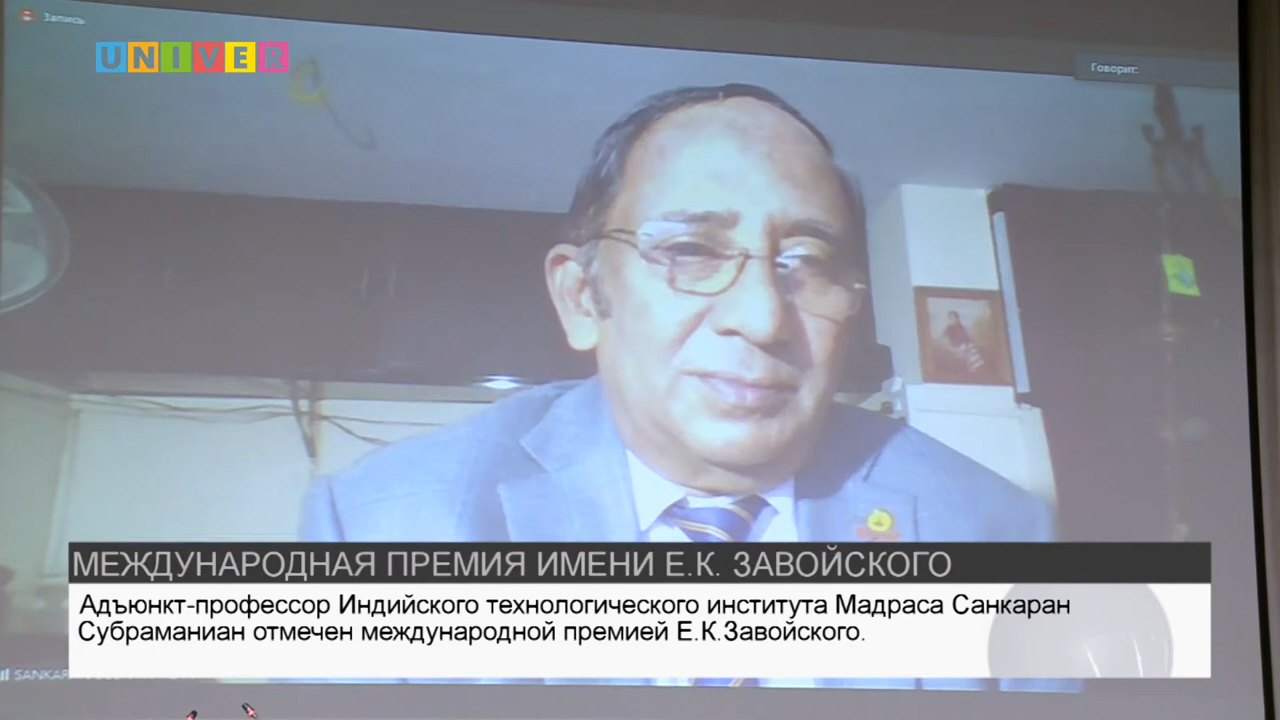 Запись
UNIVER
Говорит:
МЕЖДУНАРОДНАЯ ПРЕМИЯ ИМЕНИ Е.К. ЗАВОЙСКОГО
Адъюнкт-профессор Индийского технологического института Мадраса Санкаран
Субраманиан отмечен международной премией Е.К.Завойского.